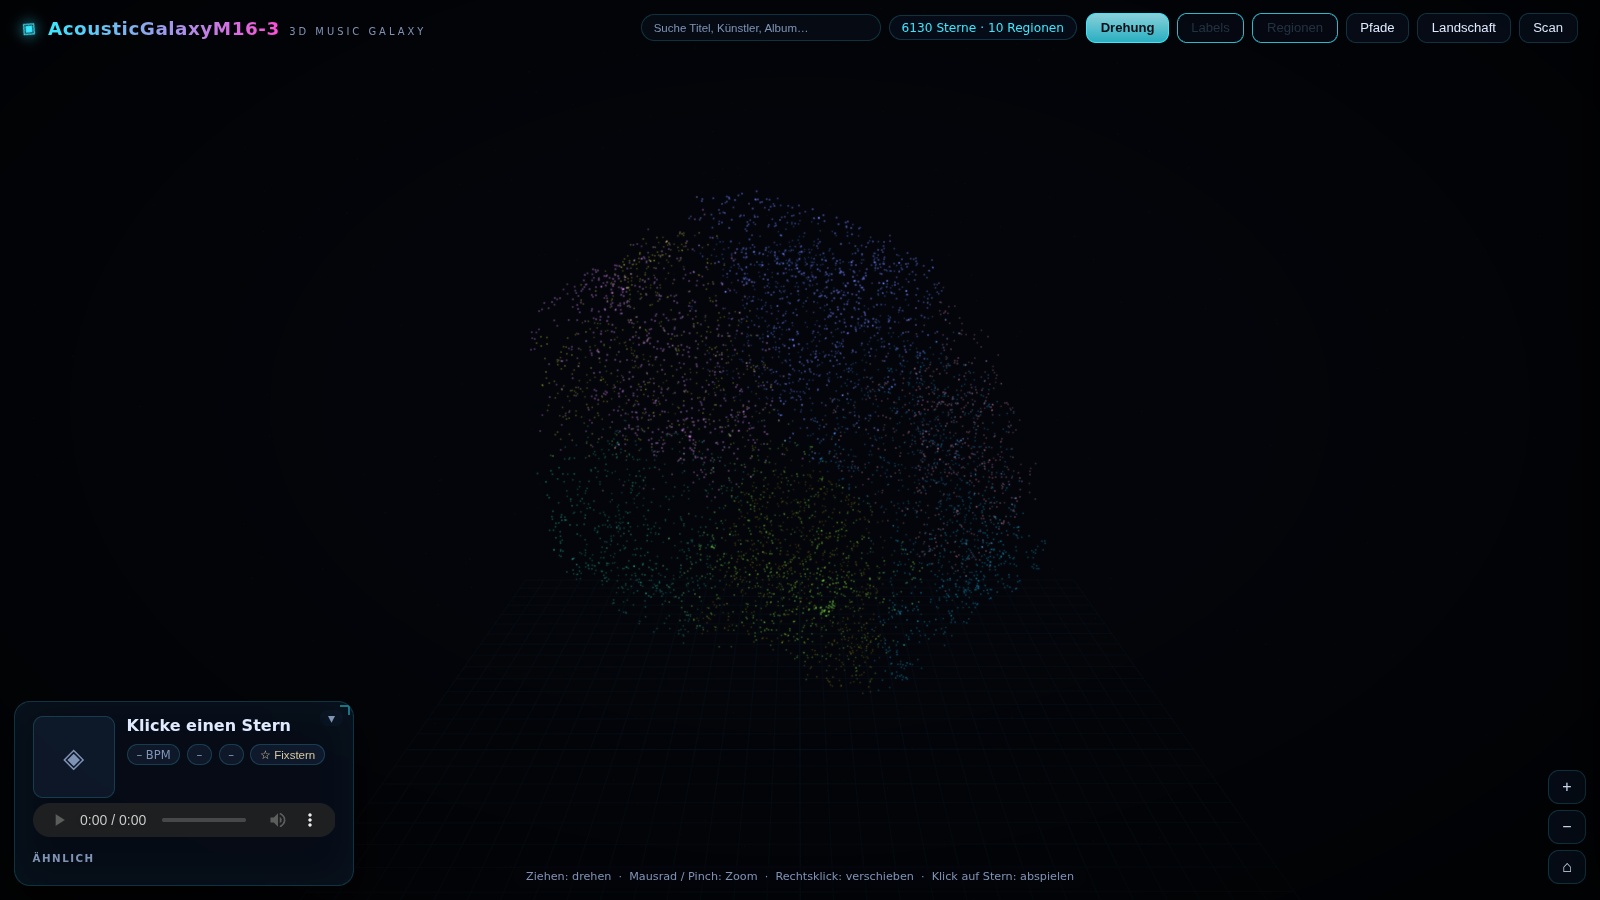 AcousticGalaxyM16-3 3D MUSIC GALAXY
Suche Titel, Künstler, Album…
6130 Sterne · 10 Regionen
Drehung
Labels
Regionen
Pfade
Landschaft
Scan
Klicke einen Stern
– BPM
–
–
☆ Fixstern
0:00 / 0:00
ÄHNLICH
Ziehen: drehen · Mausrad / Pinch: Zoom · Rechtsklick: verschieben · Klick auf Stern: abspielen
+
−